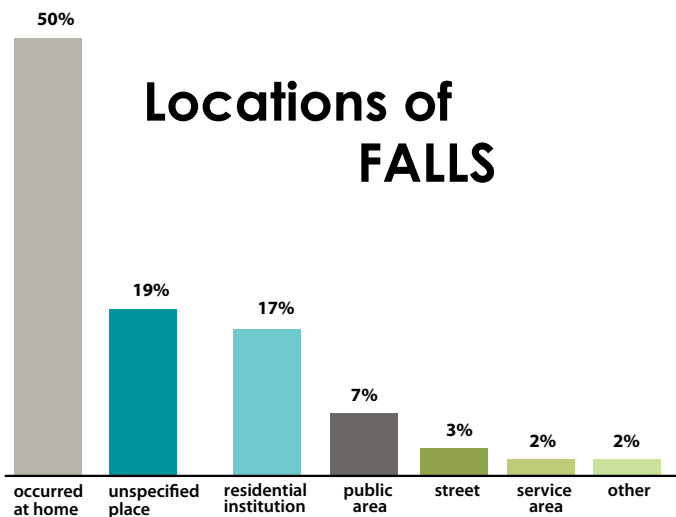 50%
Locations of
FALLS
19%
17%
7%
3%
2%
2%
occurred
at home
unspecified
place
residential
institution
public
area
street
service
area
other